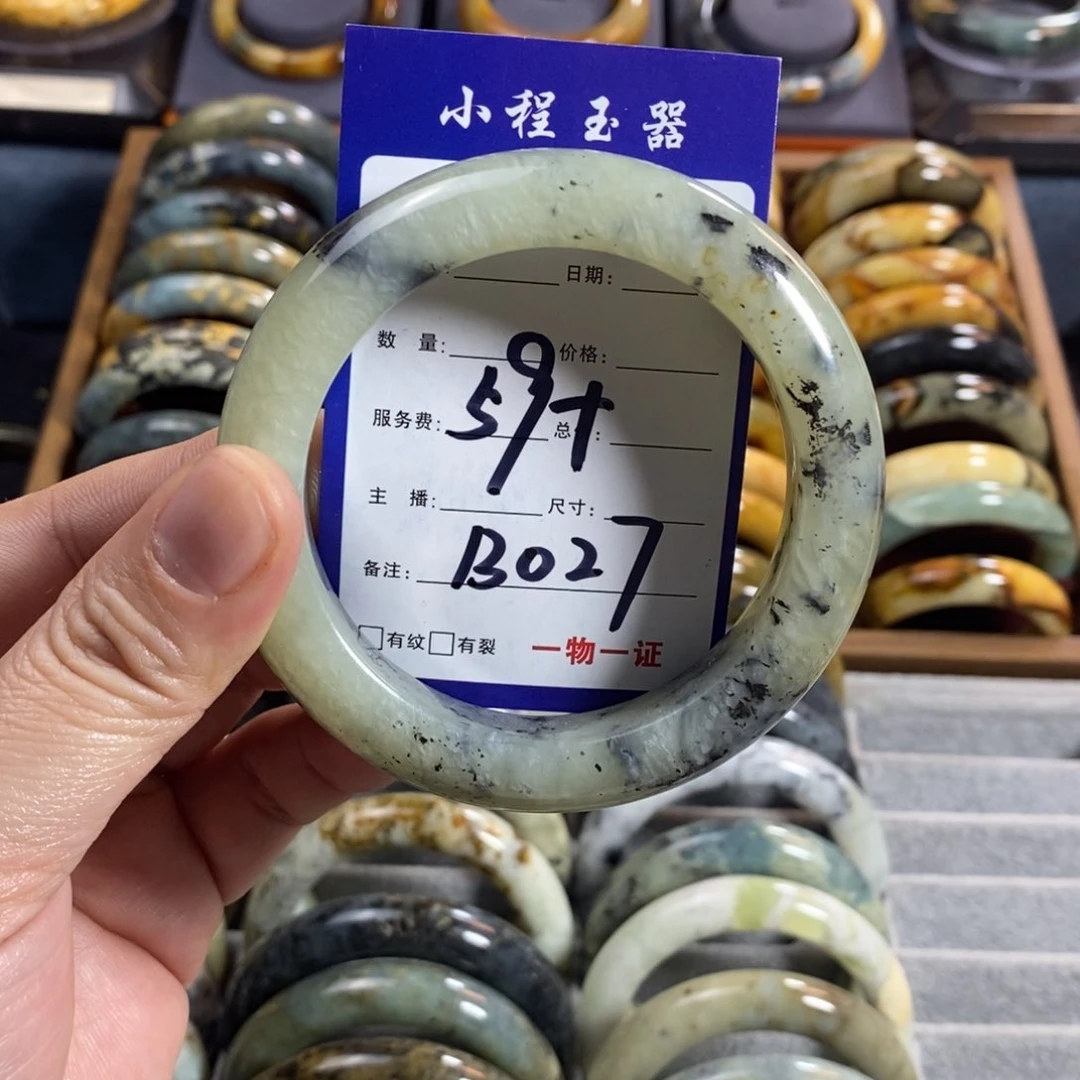 小程玉器
日期:
数 量: 价格:
服务费: 59+ 总 :
主 播: 尺寸:
备注: B027
□有纹□有裂 一物一证